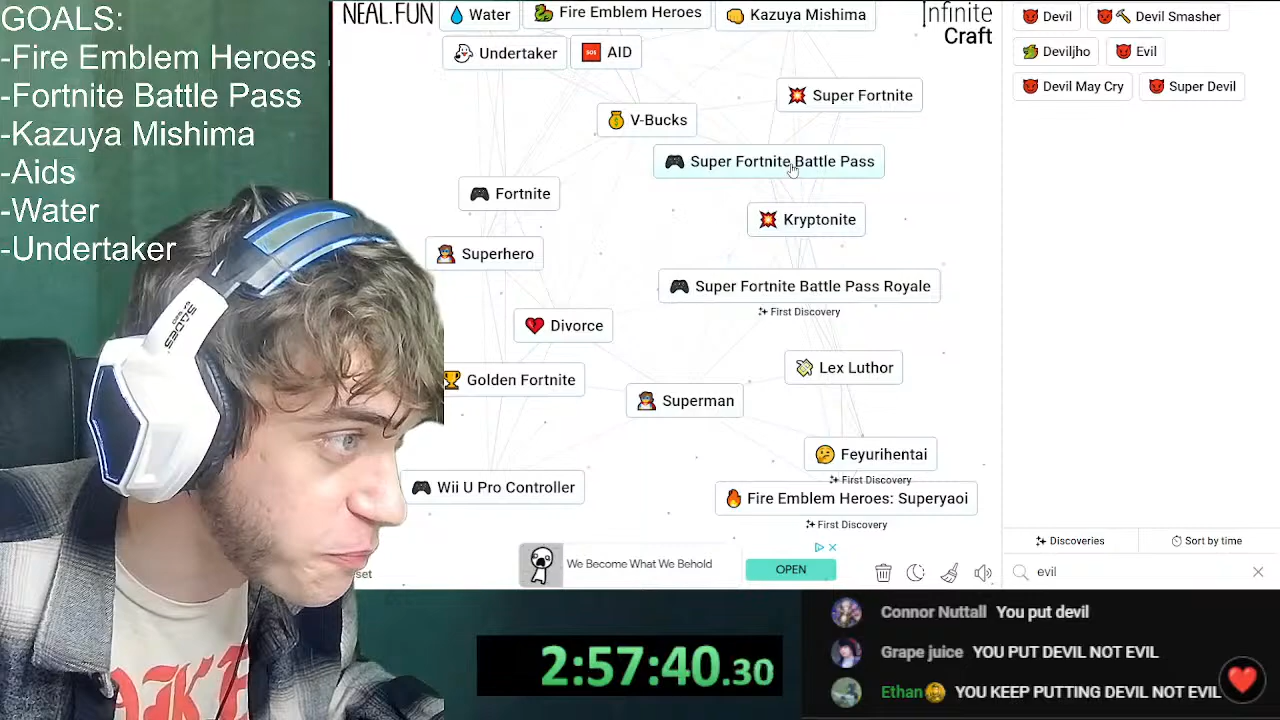 GOALS:
-Fire Emblem Heroes
-Fortnite Battle Pass
-Kazuya Mishima
-Aids
-Water
-Undertaker
NEAL.FUN
Water
Fire Emblem Heroes
Kazuya Mishima
Infinite
Craft
Undertaker
SOS
AID
Super Fortnite
V-Bucks
Super Fortnite Battle Pass
Fortnite
Kryptonite
Superhero
Super Fortnite Battle Pass Royale
First Discovery
Divorce
Lex Luthor
Golden Fortnite
Superman
Feyurihentai
First Discovery
Wii U Pro Controller
Fire Emblem Heroes: Superyaoi
First Discovery
We Become What We Behold
OPEN
set
Devil
Devil Smasher
Deviljho
Evil
Devil May Cry
Super Devil
Discoveries
Sort by time
evil
SADES
2:57:40.30
Connor Nuttall You put devil
Grape juice YOU PUT DEVIL NOT EVIL
Ethan YOU KEEP PUTTING DEVIL NOT EVIL